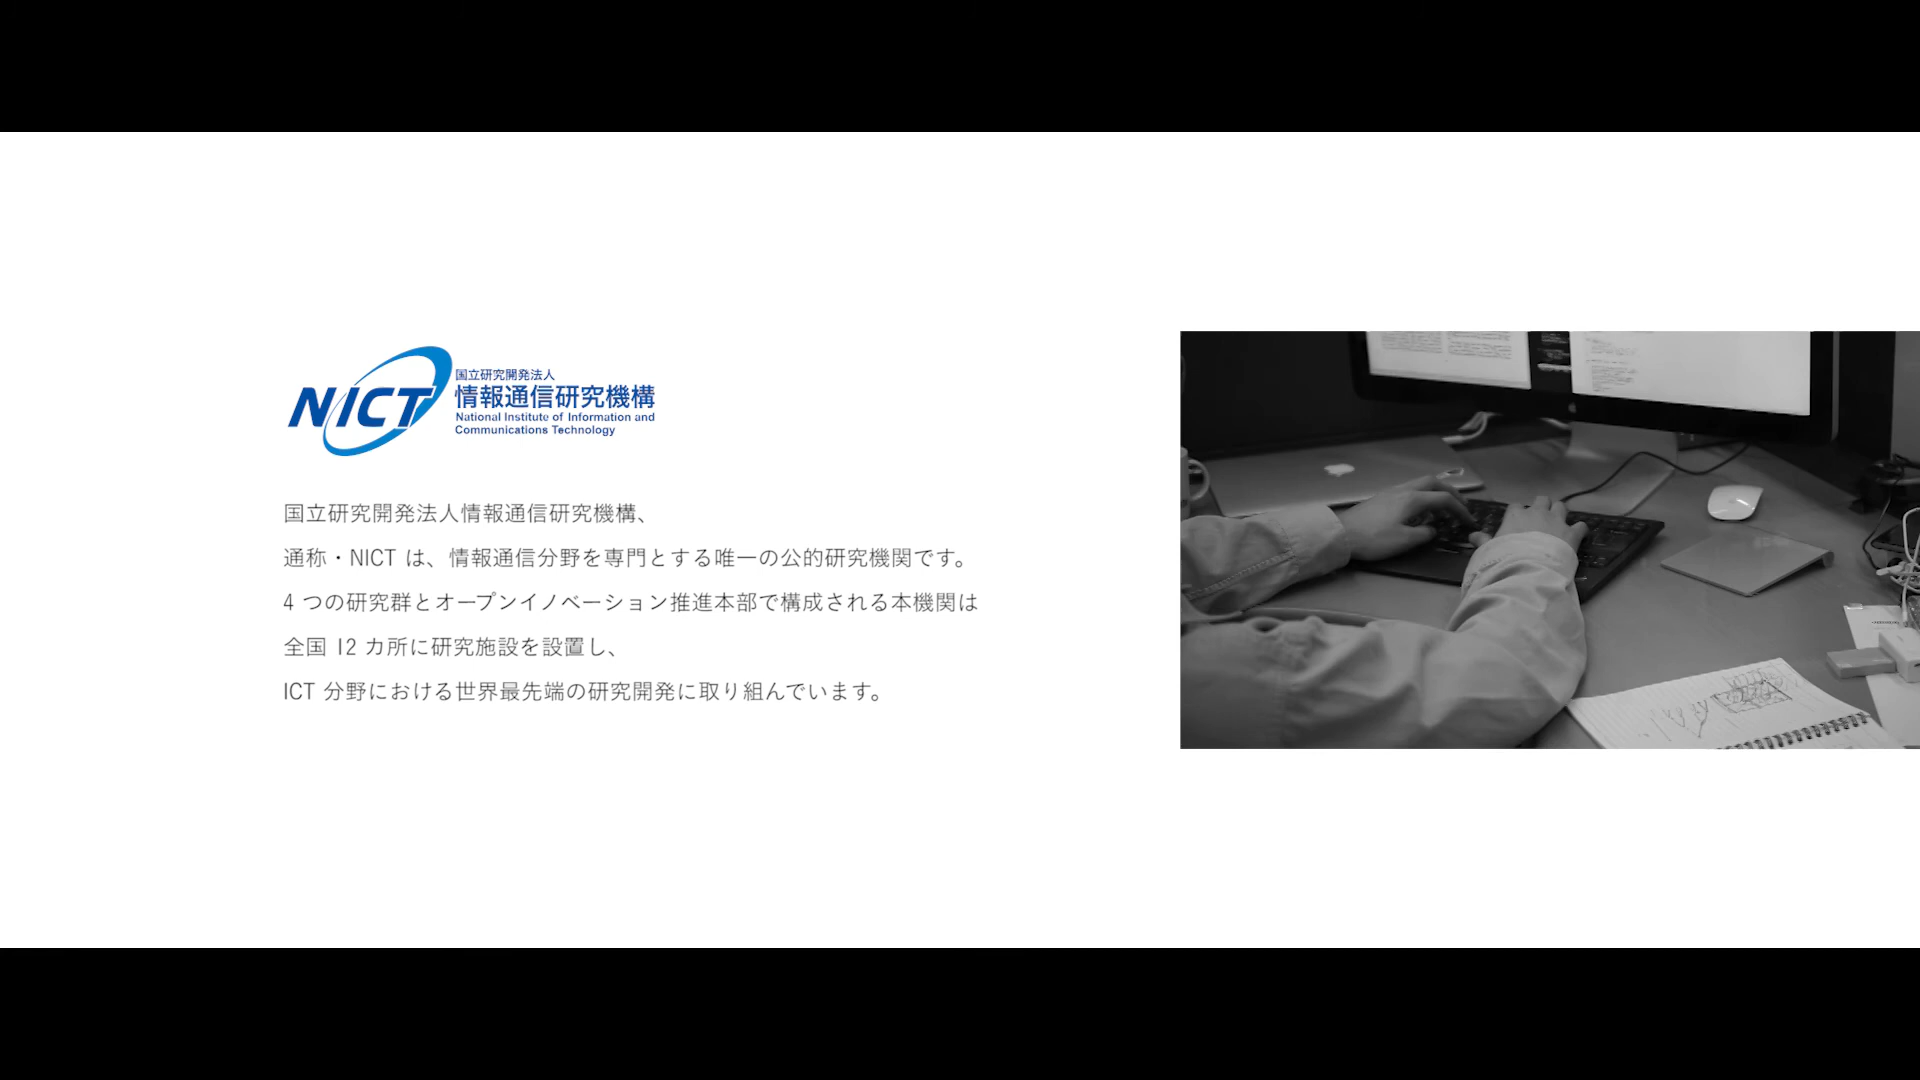 NICT
国立研究開発法人
情報通信研究機構
National Institute of Information and
Communications Technology
国立研究開発法人情報通信研究機構、
通称・NICT は、情報通信分野を専門とする唯一の公的研究機関です。
4 つの研究群とオープンイノベーション推進本部で構成される本機関は
全国 12 カ所に研究施設を設置し、
ICT 分野における世界最先端の研究開発に取り組んでいます。